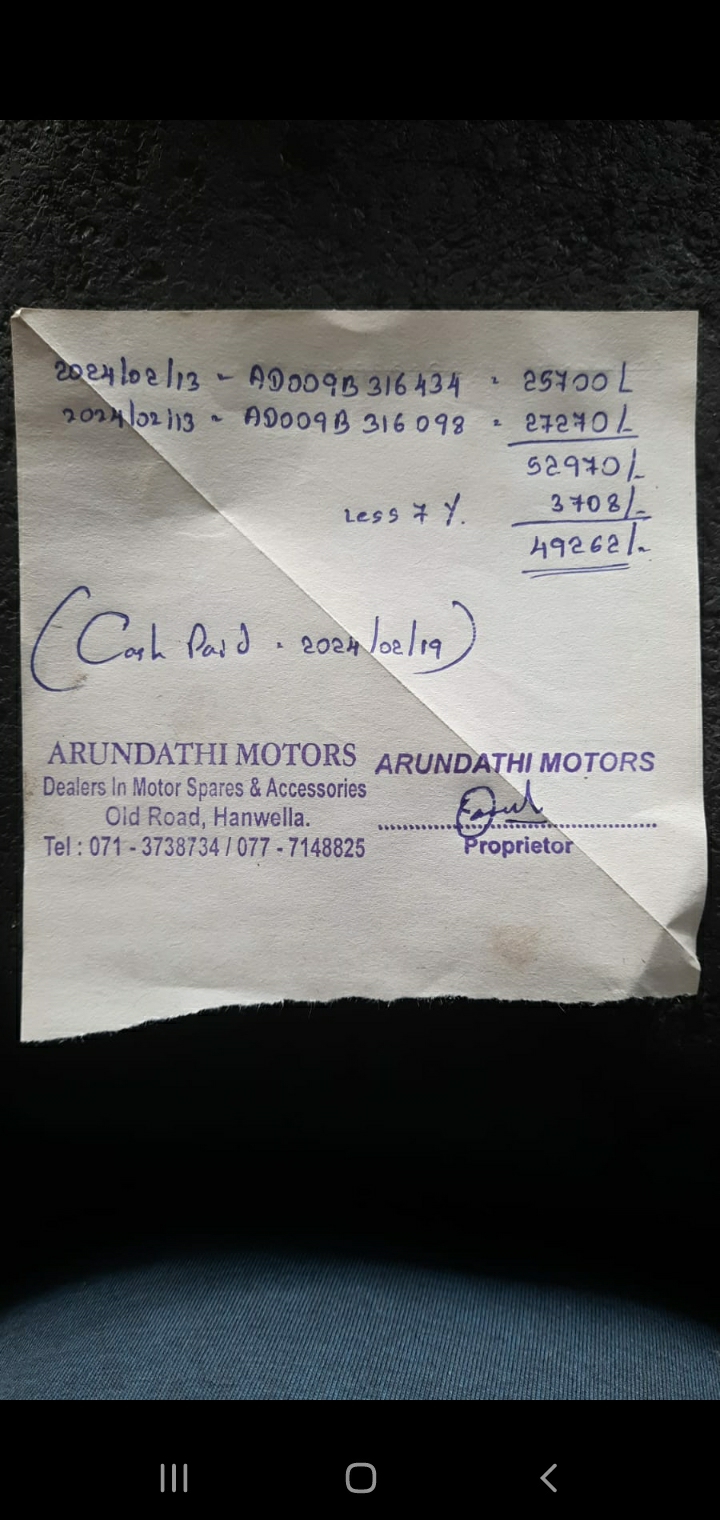 2024/02/13 - AD009B 316434 = 25700/-
2024/02/13 - AD009B 316098 = 27270/-
52970/-
Less 7%. 3708/-
49262/-
(Cash Paid - 2024/02/19)
ARUNDATHI MOTORS
Dealers In Motor Spares & Accessories
Old Road, Hanwella.
Tel : 071 - 3738734 / 077 - 7148825
ARUNDATHI MOTORS
Proprietor